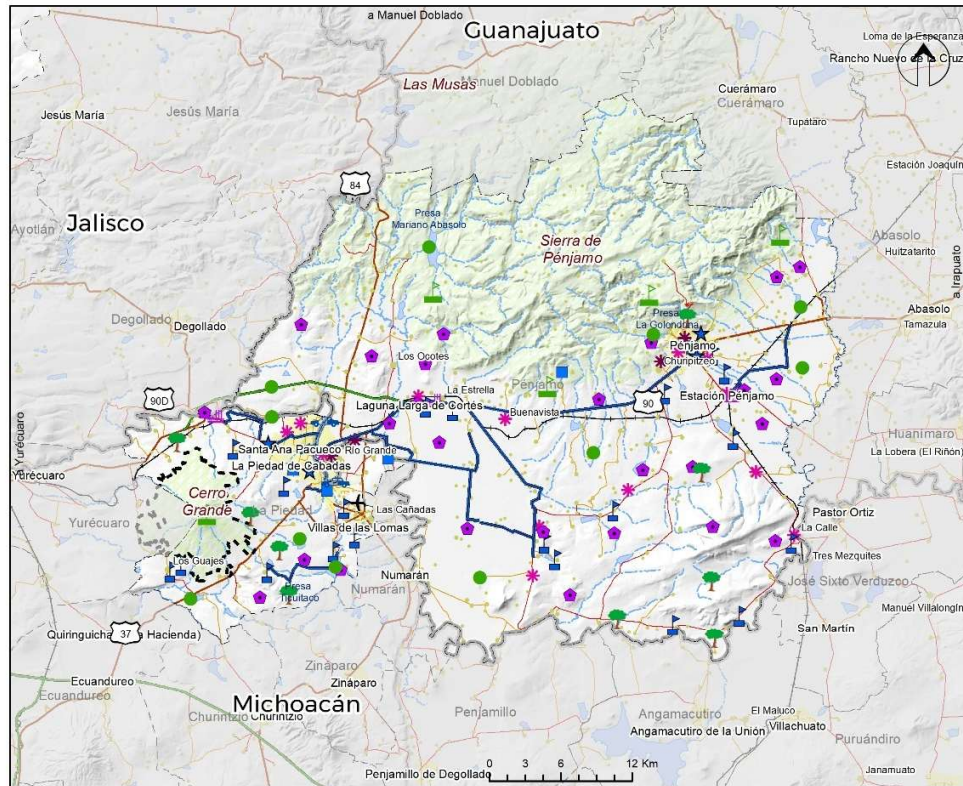 a Manuel Doblado
Guanajuato
Loma de la Esperanza
Rancho Nuevo de la Cruz
Las Musas
Manuel Doblado
Cuerámaro
Cuerámaro
Jesús María
Jesús María
Tupátaro
Estación Joaquín
84
Jalisco
Ayotlán
Presa
Mariano Abasolo
Sierra de
Pénjamo
Abasolo
Huitzatarito
a Irapuato
Degollado
Degollado
Presa
La Golondrina
Abasolo
Tamazula
Pénjamo
Churipitzeo
Los Ocotes
La Estrella
Pénjamo
90D
90
Estación Pénjamo
Laguna Larga de Cortés
Buenavista
Huanímaro
La Lobera (El Riñón)
a Yurécuaro
Santa Ana Pacueco
Río Grande
Yurécuaro
La Piedad de Cabadas
Cerro
Grande
La Piedad
Las Cañadas
Yurécuaro
Villas de las Lomas
Pastor Ortiz
La Calle
Tres Mezquites
Los Guajes
Numarán
Numarán
Presa
Ticuitaco
José Sixto Verduzco
Manuel Villalongín
San Martín
37
Zináparo
Zináparo
Ecuandureo
Ecuandureo
Michoacán
Churintzio
Churintzio
Penjamillo
Angamacutiro
El Maluco
Villachuato
Angamacutiro de la Unión
Puruándiro
Penjamillo de Degollado
Janamuato
0 3 6 12 Km